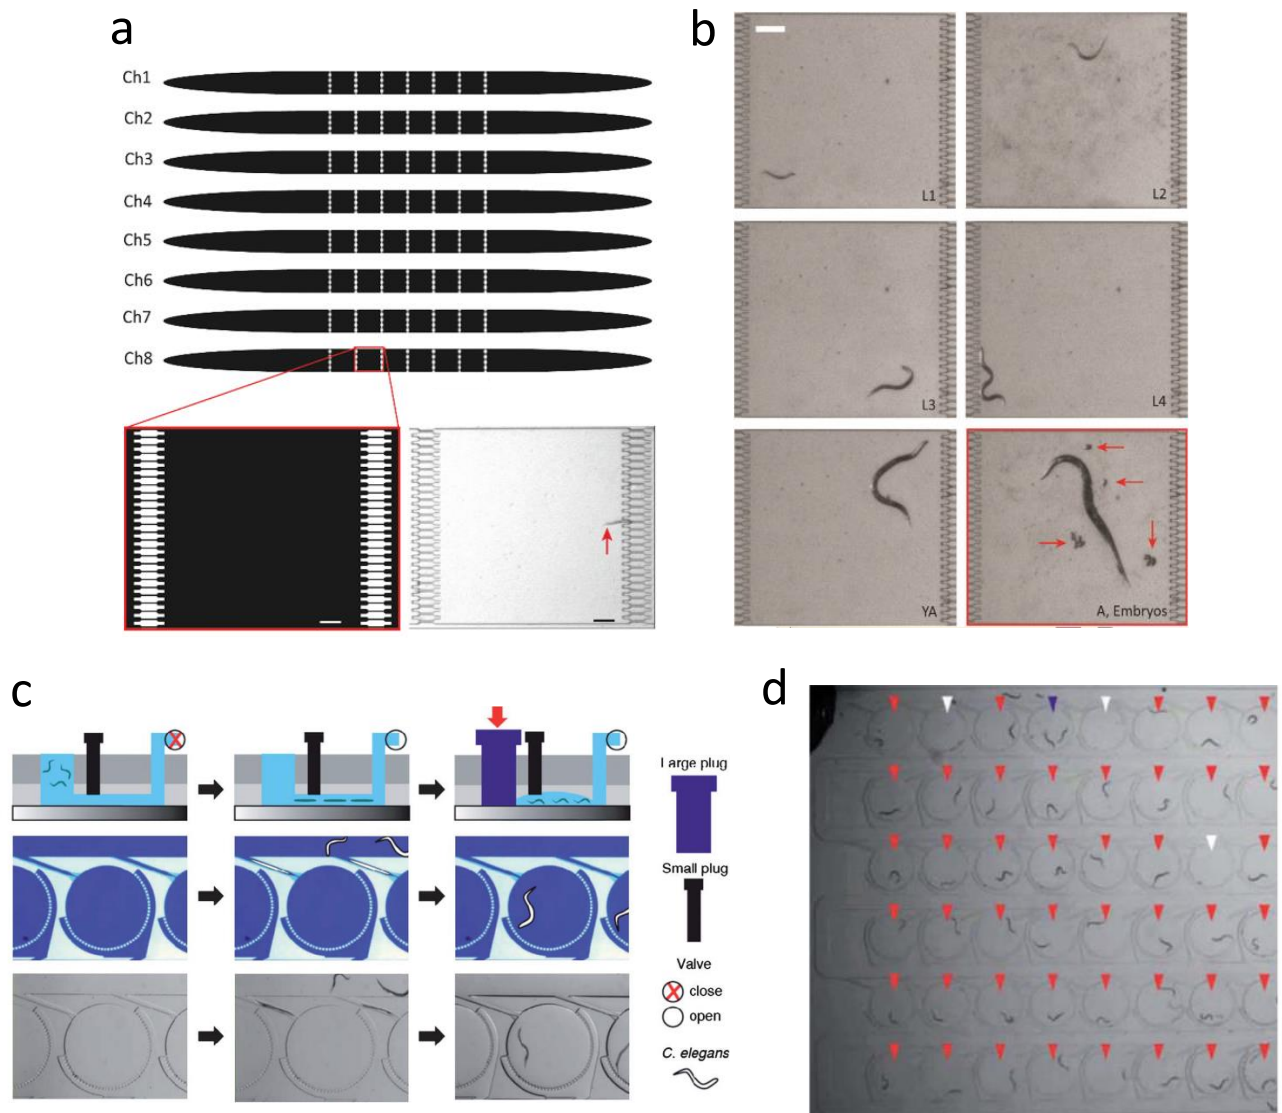 a
Ch1
Ch2
Ch3
Ch4
Ch5
Ch6
Ch7
Ch8
b
L1
L2
L3
L4
YA
A, Embryos
c
Large plug
Small plug
Valve
close
open
C. elegans
d